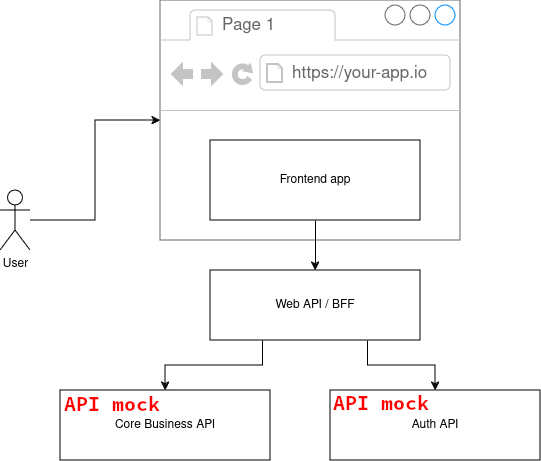 Page 1
https://your-app.io
Frontend app
User
Web API / BFF
API mock
Core Business API
API mock
Auth API